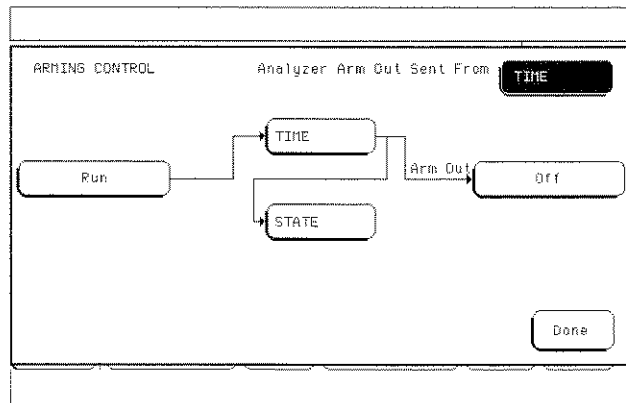 ARMING CONTROL
Analyzer Arm Out Sent From
TIME
TIME
Run
Arm Out
Off
STATE
Done